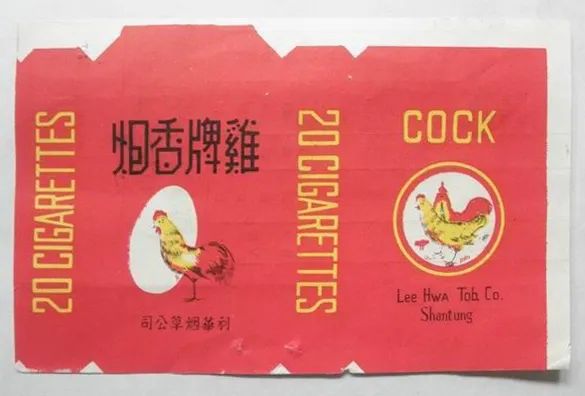 20 CIGARETTES
雞牌香烟
利華烟草公司
20 CIGARETTES
COCK
Lee Hwa Tob. Co.
Shantung